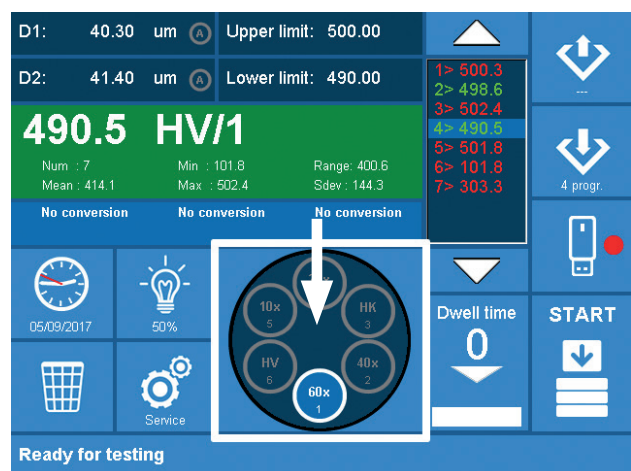 D1: 40.30 um A Upper limit: 500.00
D2: 41.40 um A Lower limit: 490.00
490.5 HV/1
Num : 7 Min : 101.8 Range: 400.6
Mean : 414.1 Max : 502.4 Sdev : 144.3
No conversion No conversion No conversion
1> 500.3
2> 498.6
3> 502.4
4> 490.5
5> 501.8
6> 101.8
7> 303.3
---
4 progr.
05/09/2017
50%
Service
10x
5
HK
3
HV
6
40x
2
60x
1
Dwell time
0
START
Ready for testing